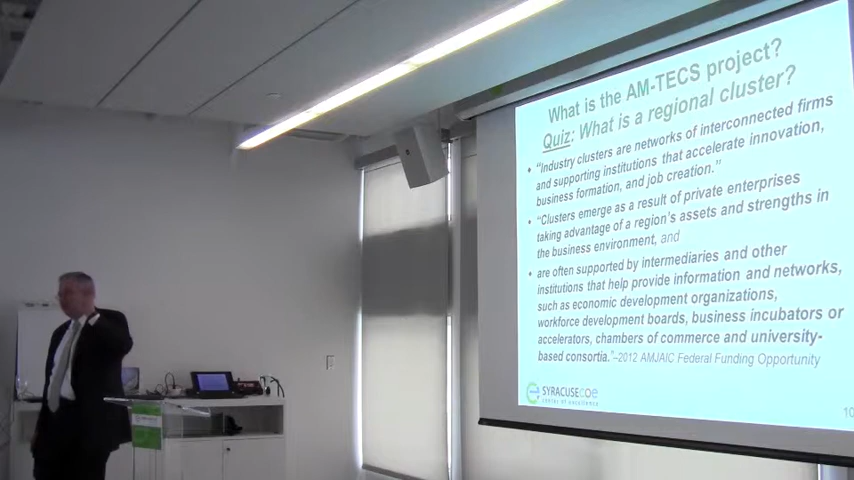 What is the AM-TECS project?
Quiz: What is a regional cluster?
• "Industry clusters are networks of interconnected firms
and supporting institutions that accelerate innovation,
business formation, and job creation."
• "Clusters emerge as a result of private enterprises
taking advantage of a region's assets and strengths in
the business environment, and
• are often supported by intermediaries and other
institutions that help provide information and networks,
such as economic development organizations,
workforce development boards, business incubators or
accelerators, chambers of commerce and university-
based consortia."–2012 AMJAIC Federal Funding Opportunity
SYRACUSECOE
center of excellence
10